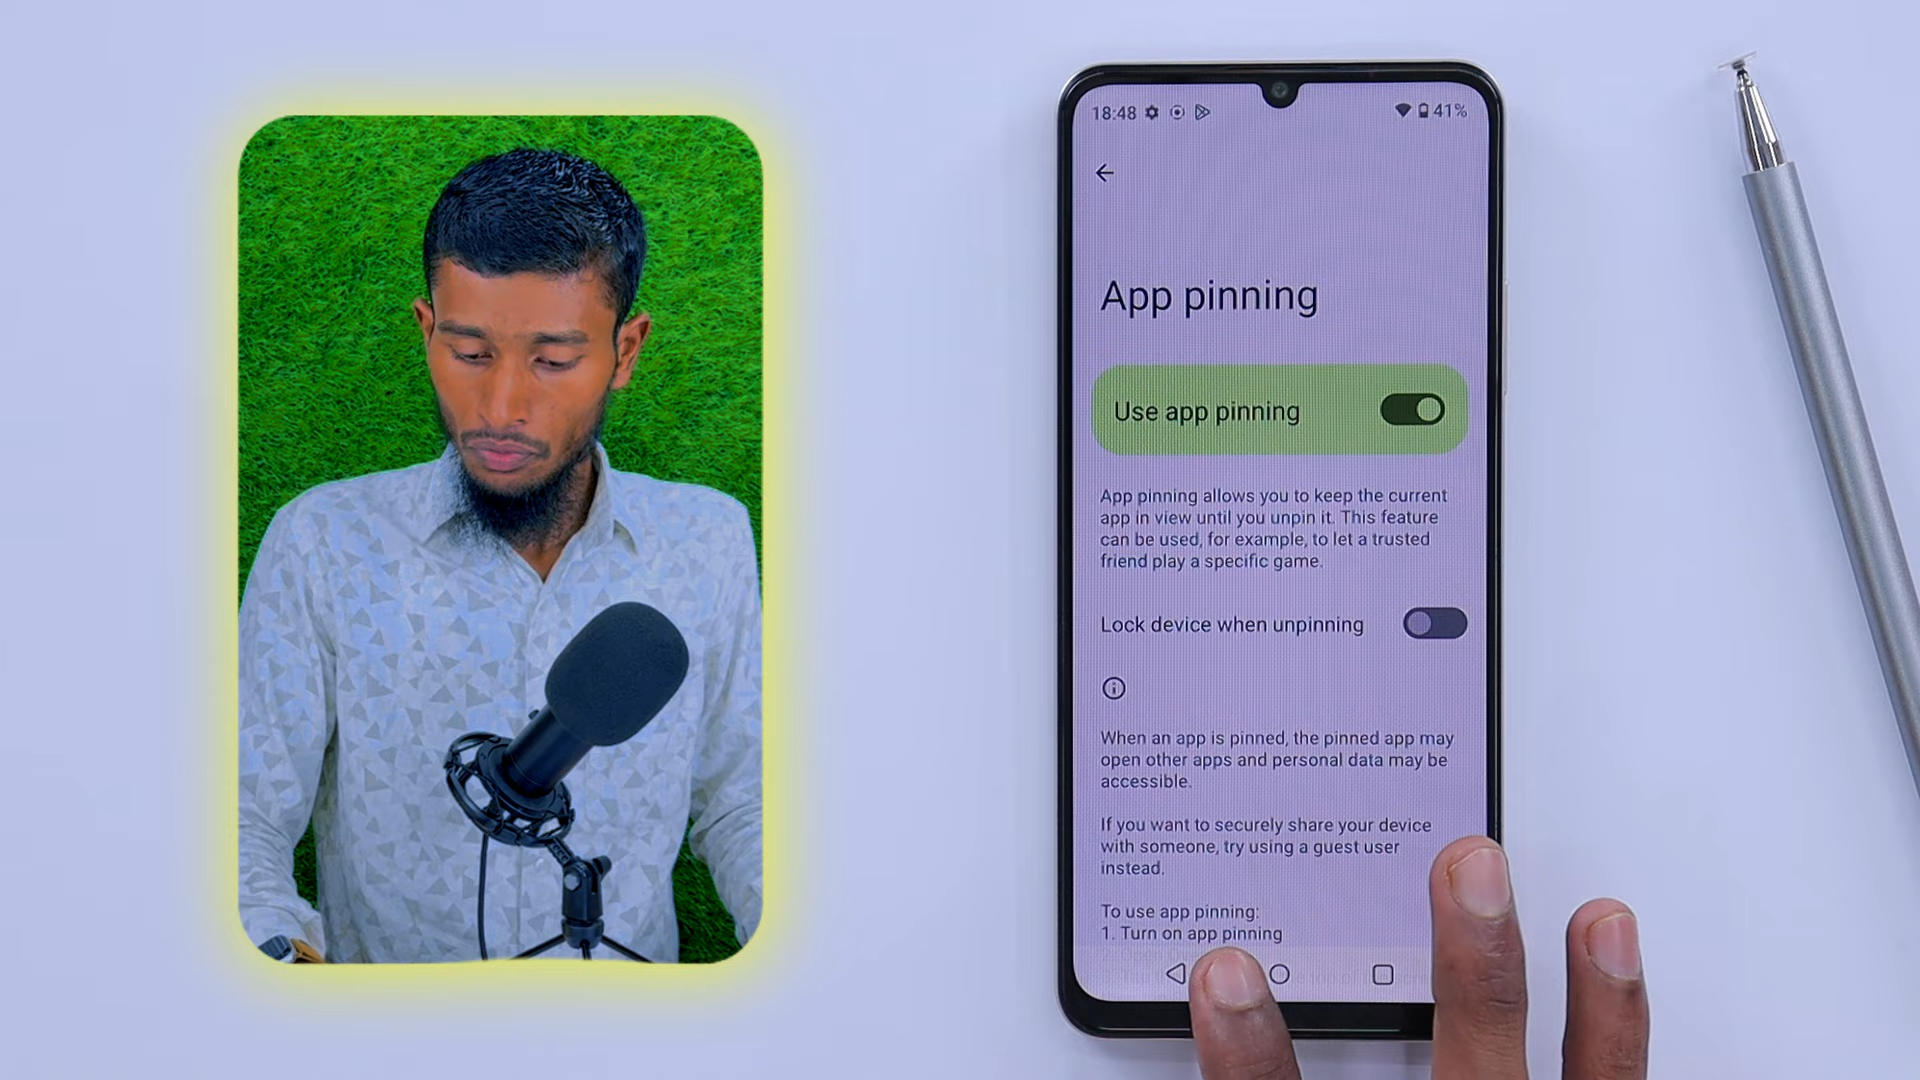 18:48 41%
App pinning
Use app pinning
App pinning allows you to keep the current
app in view until you unpin it. This feature
can be used, for example, to let a trusted
friend play a specific game.
Lock device when unpinning
When an app is pinned, the pinned app may
open other apps and personal data may be
accessible.
If you want to securely share your device
with someone, try using a guest user
instead.
To use app pinning:
1. Turn on app pinning